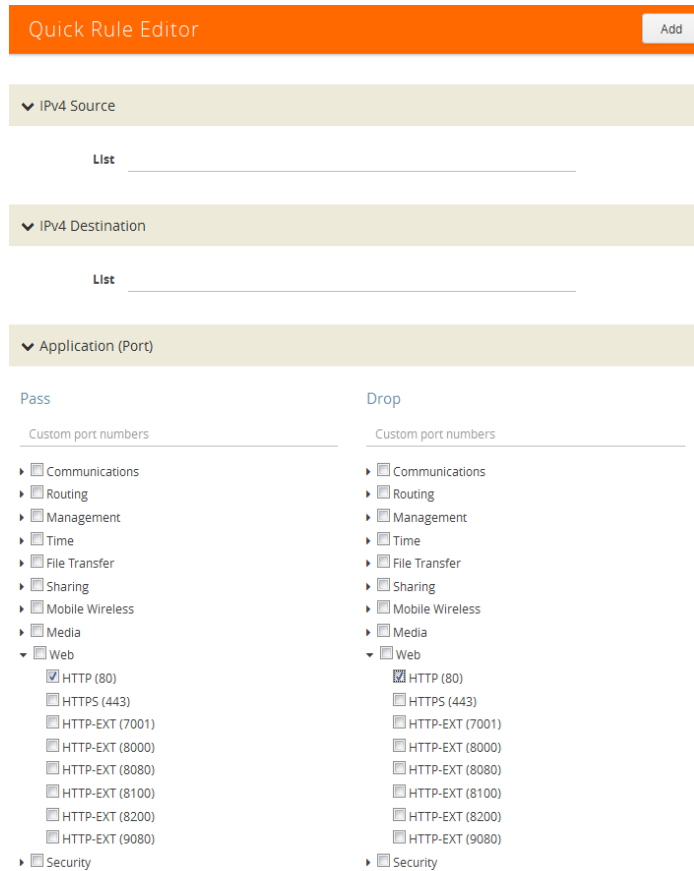 Quick Rule Editor
Add
IPv4 Source
List
IPv4 Destination
List
Application (Port)
Pass
Drop
Custom port numbers
Custom port numbers
Communications
Communications
Routing
Routing
Management
Management
Time
Time
File Transfer
File Transfer
Sharing
Sharing
Mobile Wireless
Mobile Wireless
Media
Media
Web
Web
HTTP (80)
HTTP (80)
HTTPS (443)
HTTPS (443)
HTTP-EXT (7001)
HTTP-EXT (7001)
HTTP-EXT (8000)
HTTP-EXT (8000)
HTTP-EXT (8080)
HTTP-EXT (8080)
HTTP-EXT (8100)
HTTP-EXT (8100)
HTTP-EXT (8200)
HTTP-EXT (8200)
HTTP-EXT (9080)
HTTP-EXT (9080)
Security
Security